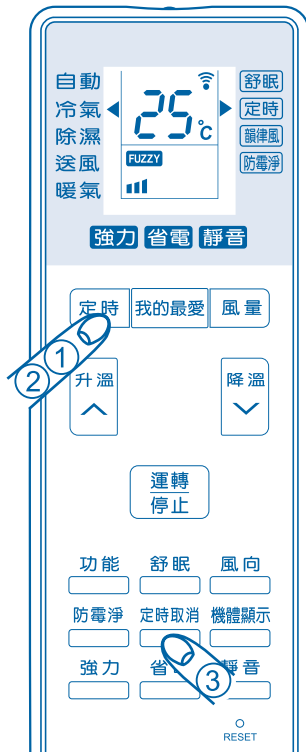 自動
冷氣
除濕
送風
暖氣
25℃
FUZZY
舒眠
定時
韻律風
防霉淨
強力 省電 靜音
定時 我的最愛 風量
①
②
升溫 降溫
運轉
停止
功能 舒眠 風向
防霉淨 定時取消 機體顯示
強力 省 靜音
③
RESET